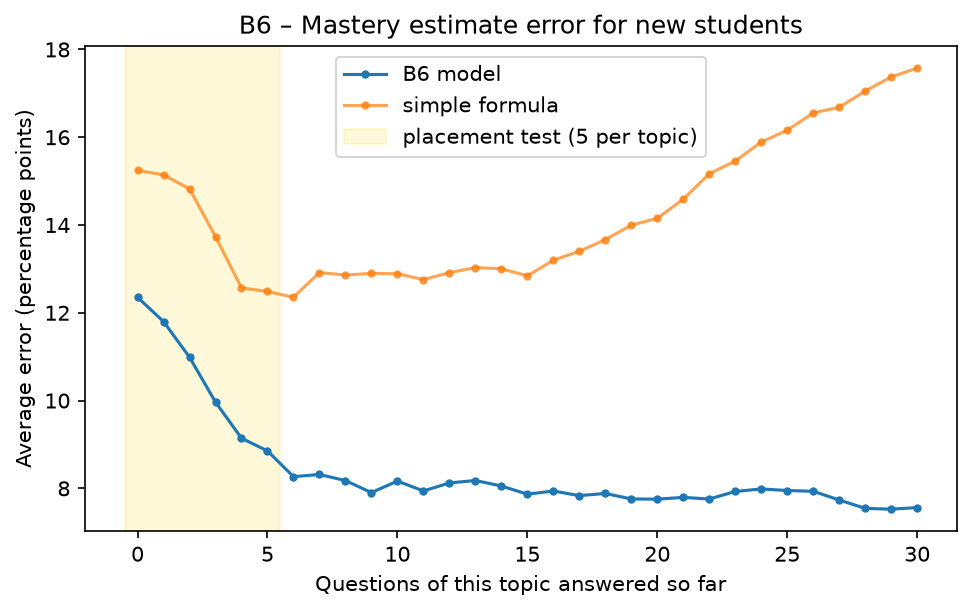 B6 – Mastery estimate error for new students
B6 model
simple formula
placement test (5 per topic)
Average error (percentage points)
18
16
14
12
10
8
0 5 10 15 20 25 30
Questions of this topic answered so far